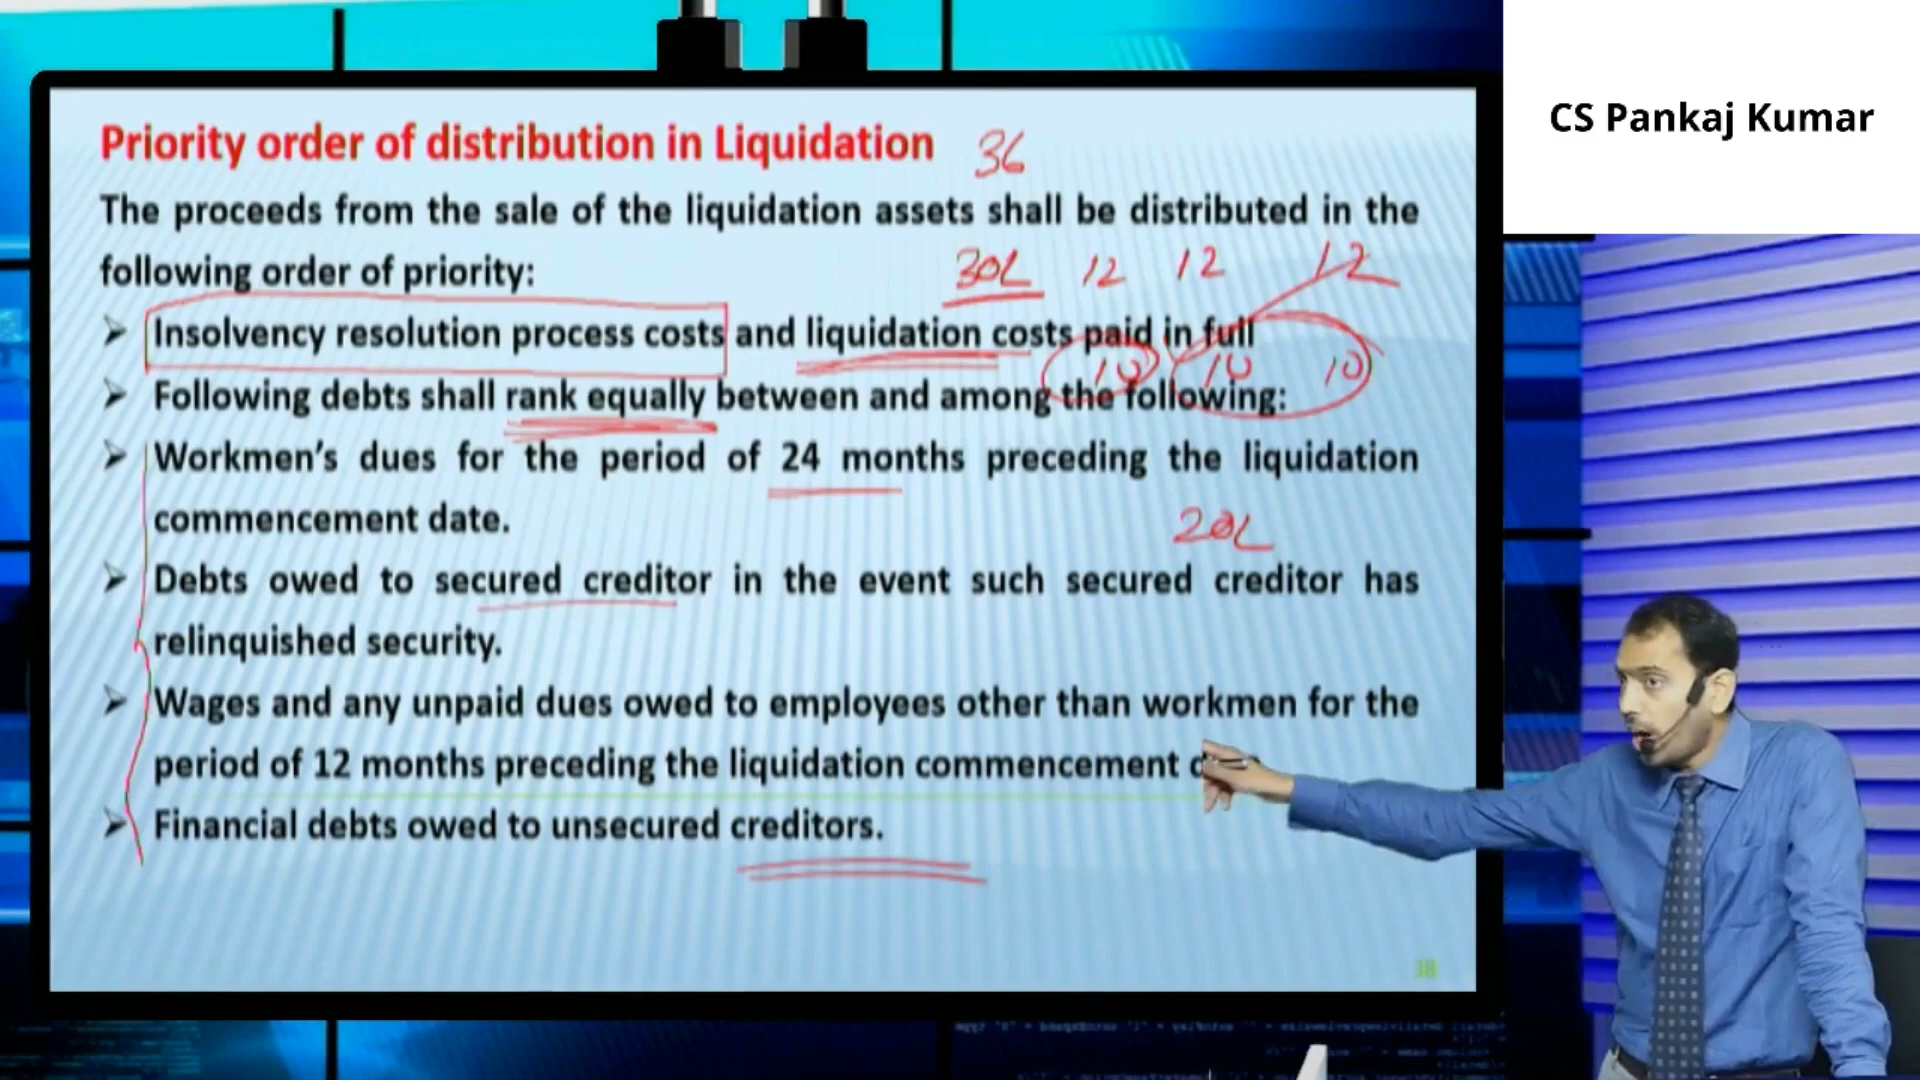 CS Pankaj Kumar
Priority order of distribution in Liquidation 36
The proceeds from the sale of the liquidation assets shall be distributed in the
following order of priority:
30L 12 12 12
➤ Insolvency resolution process costs and liquidation costs paid in full
10 10 10
➤ Following debts shall rank equally between and among the following:
➤ Workmen's dues for the period of 24 months preceding the liquidation
commencement date.
20L
➤ Debts owed to secured creditor in the event such secured creditor has
relinquished security.
➤ Wages and any unpaid dues owed to employees other than workmen for the
period of 12 months preceding the liquidation commencement
➤ Financial debts owed to unsecured creditors.
38